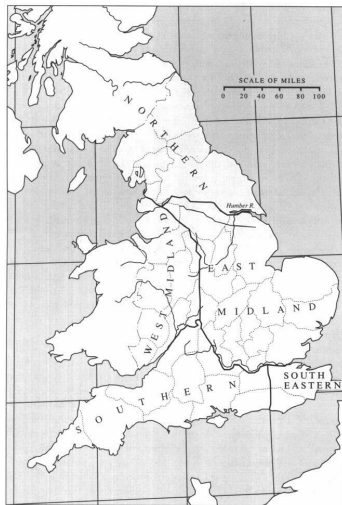 SCALE OF MILES
0 20 40 60 80 100
NORTHERN
Humber R.
WEST MIDLAND
EAST
MIDLAND
SOUTH
EASTERN
SOUTHERN